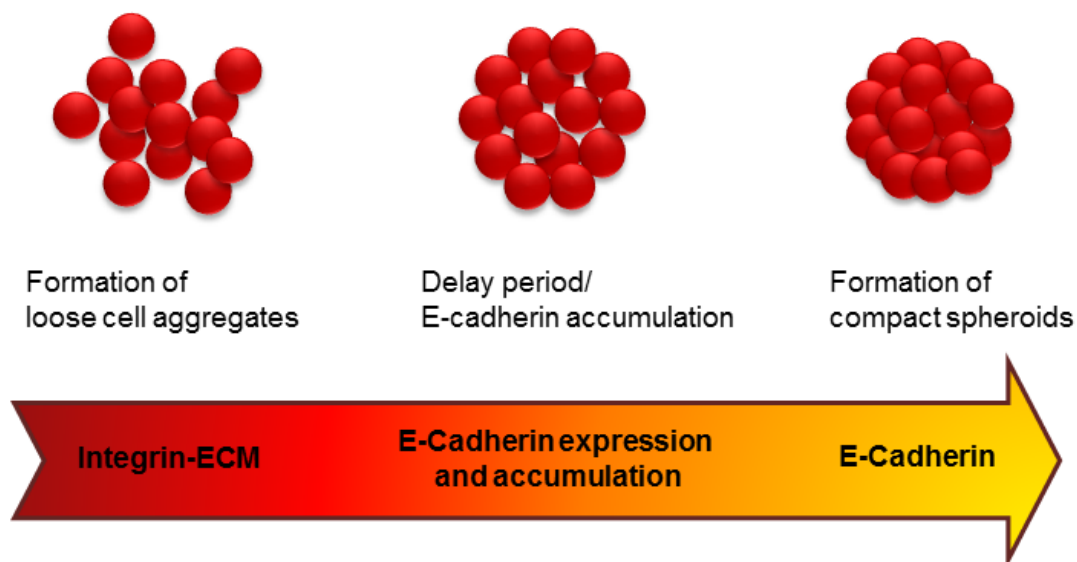 Formation of
loose cell aggregates
Delay period/
E-cadherin accumulation
Formation of
compact spheroids
Integrin-ECM
E-Cadherin expression
and accumulation
E-Cadherin